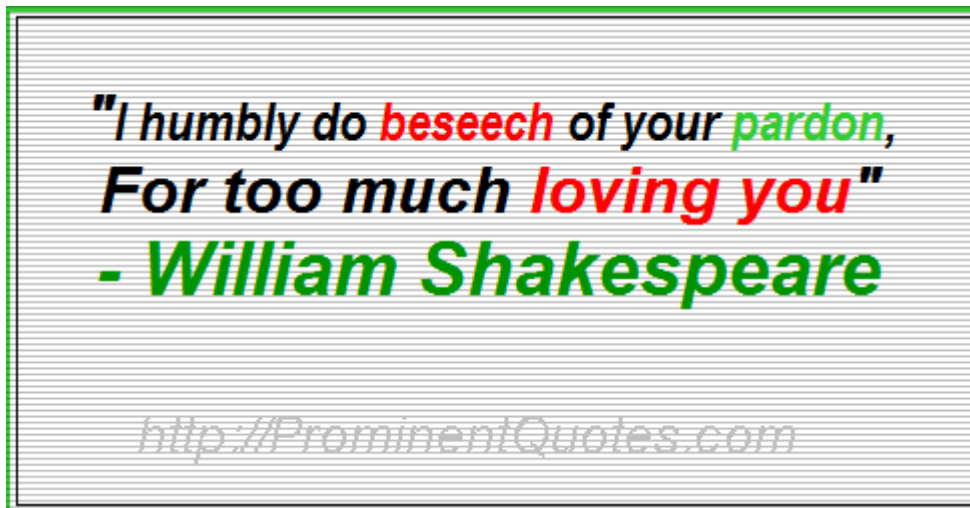 "I humbly do beseech of your pardon,
For too much loving you"
- William Shakespeare
http://ProminentQuotes.com